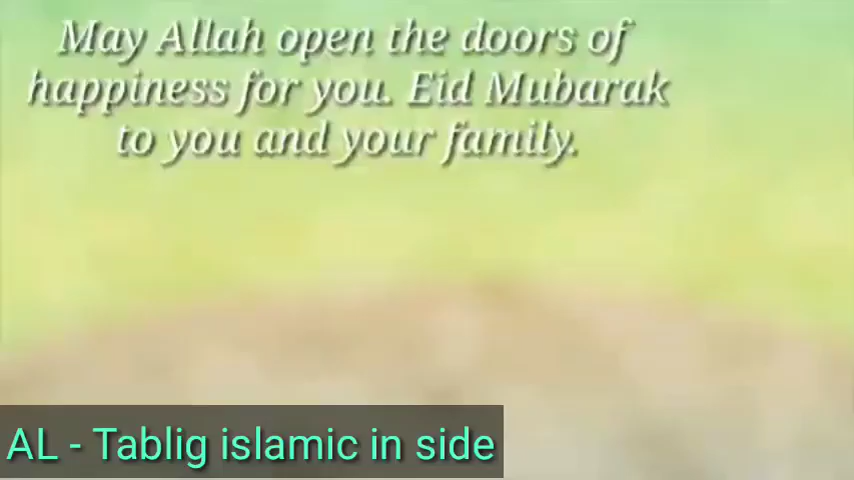 May Allah open the doors of
happiness for you. Eid Mubarak
to you and your family.
AL - Tablig islamic in side